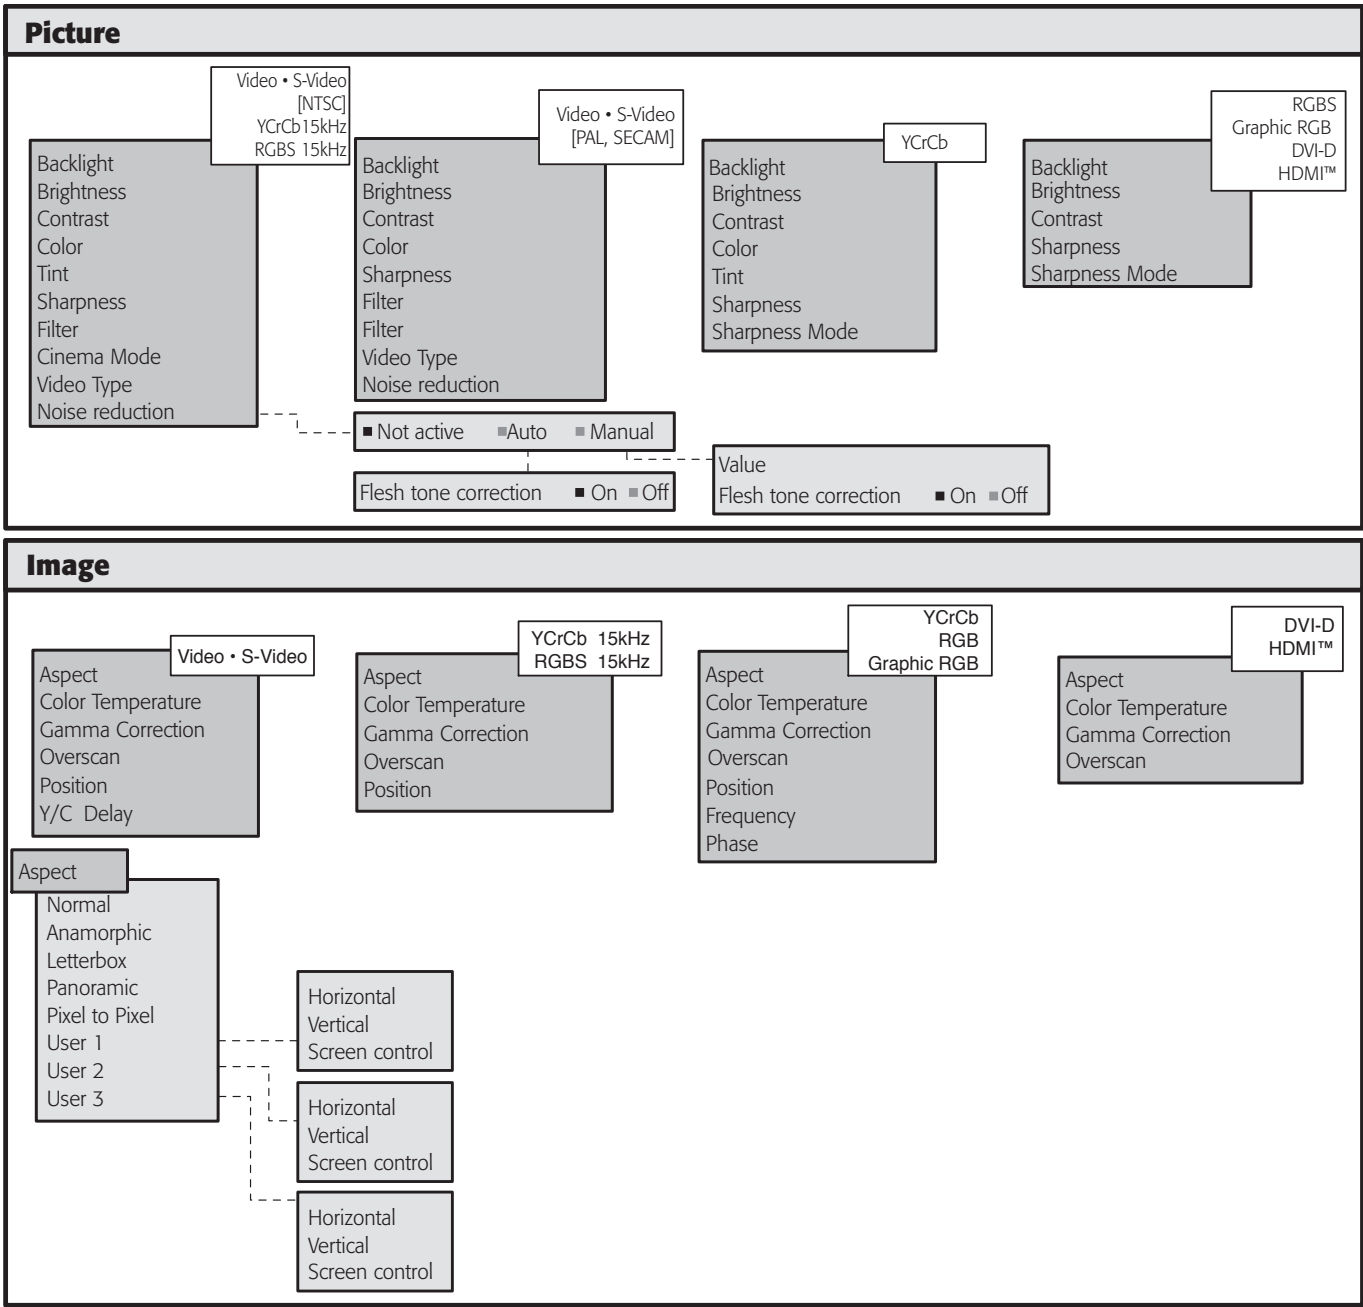 Picture
Video • S-Video
[NTSC]
YCrCb15kHz
RGBS 15kHz
Backlight
Brightness
Contrast
Color
Tint
Sharpness
Filter
Cinema Mode
Video Type
Noise reduction
Video • S-Video
[PAL, SECAM]
Backlight
Brightness
Contrast
Color
Sharpness
Filter
Filter
Video Type
Noise reduction
YCrCb
Backlight
Brightness
Contrast
Color
Tint
Sharpness
Sharpness Mode
RGBS
Graphic RGB
DVI-D
HDMI™
Backlight
Brightness
Contrast
Sharpness
Sharpness Mode
■ Not active ■Auto ■ Manual
Flesh tone correction ■ On ■Off
Value
Flesh tone correction ■ On ■Off
Image
Video • S-Video
Aspect
Color Temperature
Gamma Correction
Overscan
Position
Y/C Delay
YCrCb 15kHz
RGBS 15kHz
Aspect
Color Temperature
Gamma Correction
Overscan
Position
YCrCb
RGB
Graphic RGB
Aspect
Color Temperature
Gamma Correction
Overscan
Position
Frequency
Phase
DVI-D
HDMI™
Aspect
Color Temperature
Gamma Correction
Overscan
Aspect
Normal
Anamorphic
Letterbox
Panoramic
Pixel to Pixel
User 1
User 2
User 3
Horizontal
Vertical
Screen control
Horizontal
Vertical
Screen control
Horizontal
Vertical
Screen control